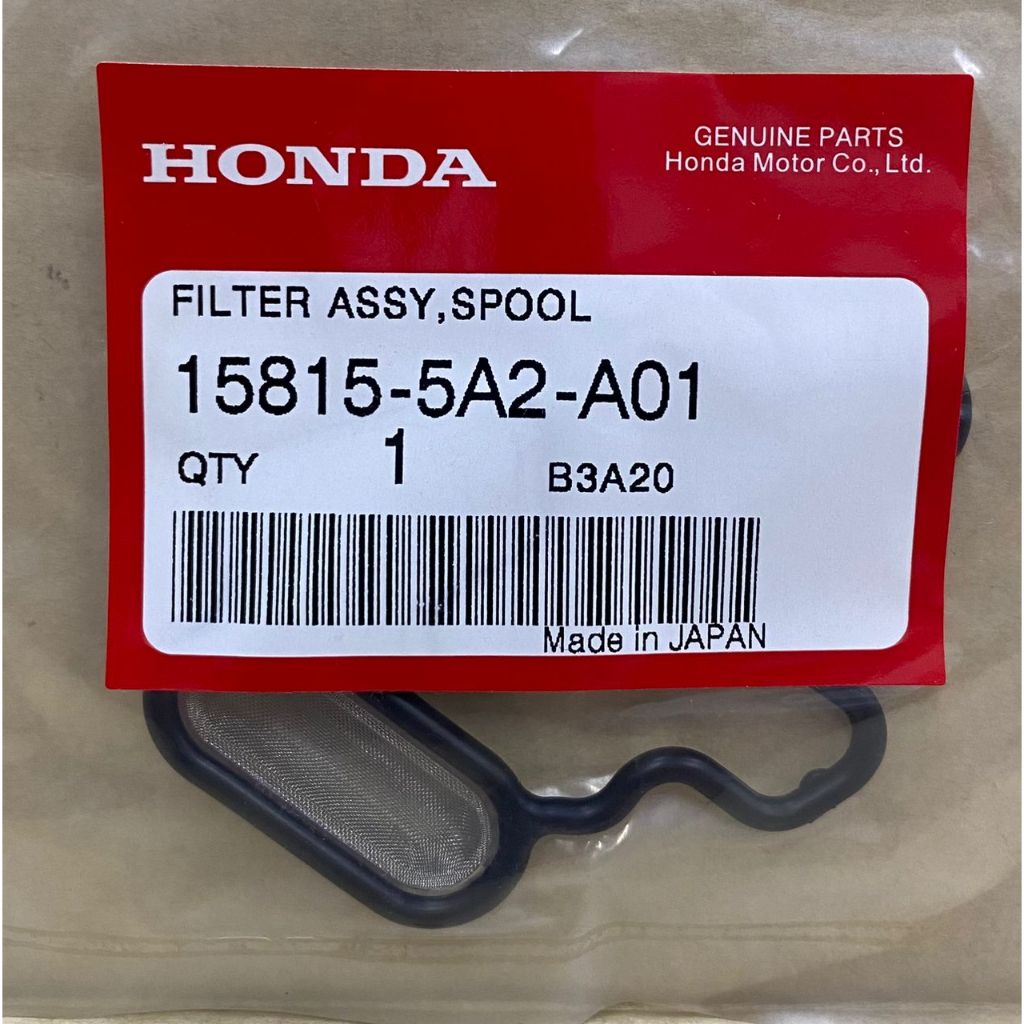 HONDA
GENUINE PARTS
Honda Motor Co., Ltd.
FILTER ASSY,SPOOL
15815-5A2-A01
QTY 1 B3A20
Made in JAPAN